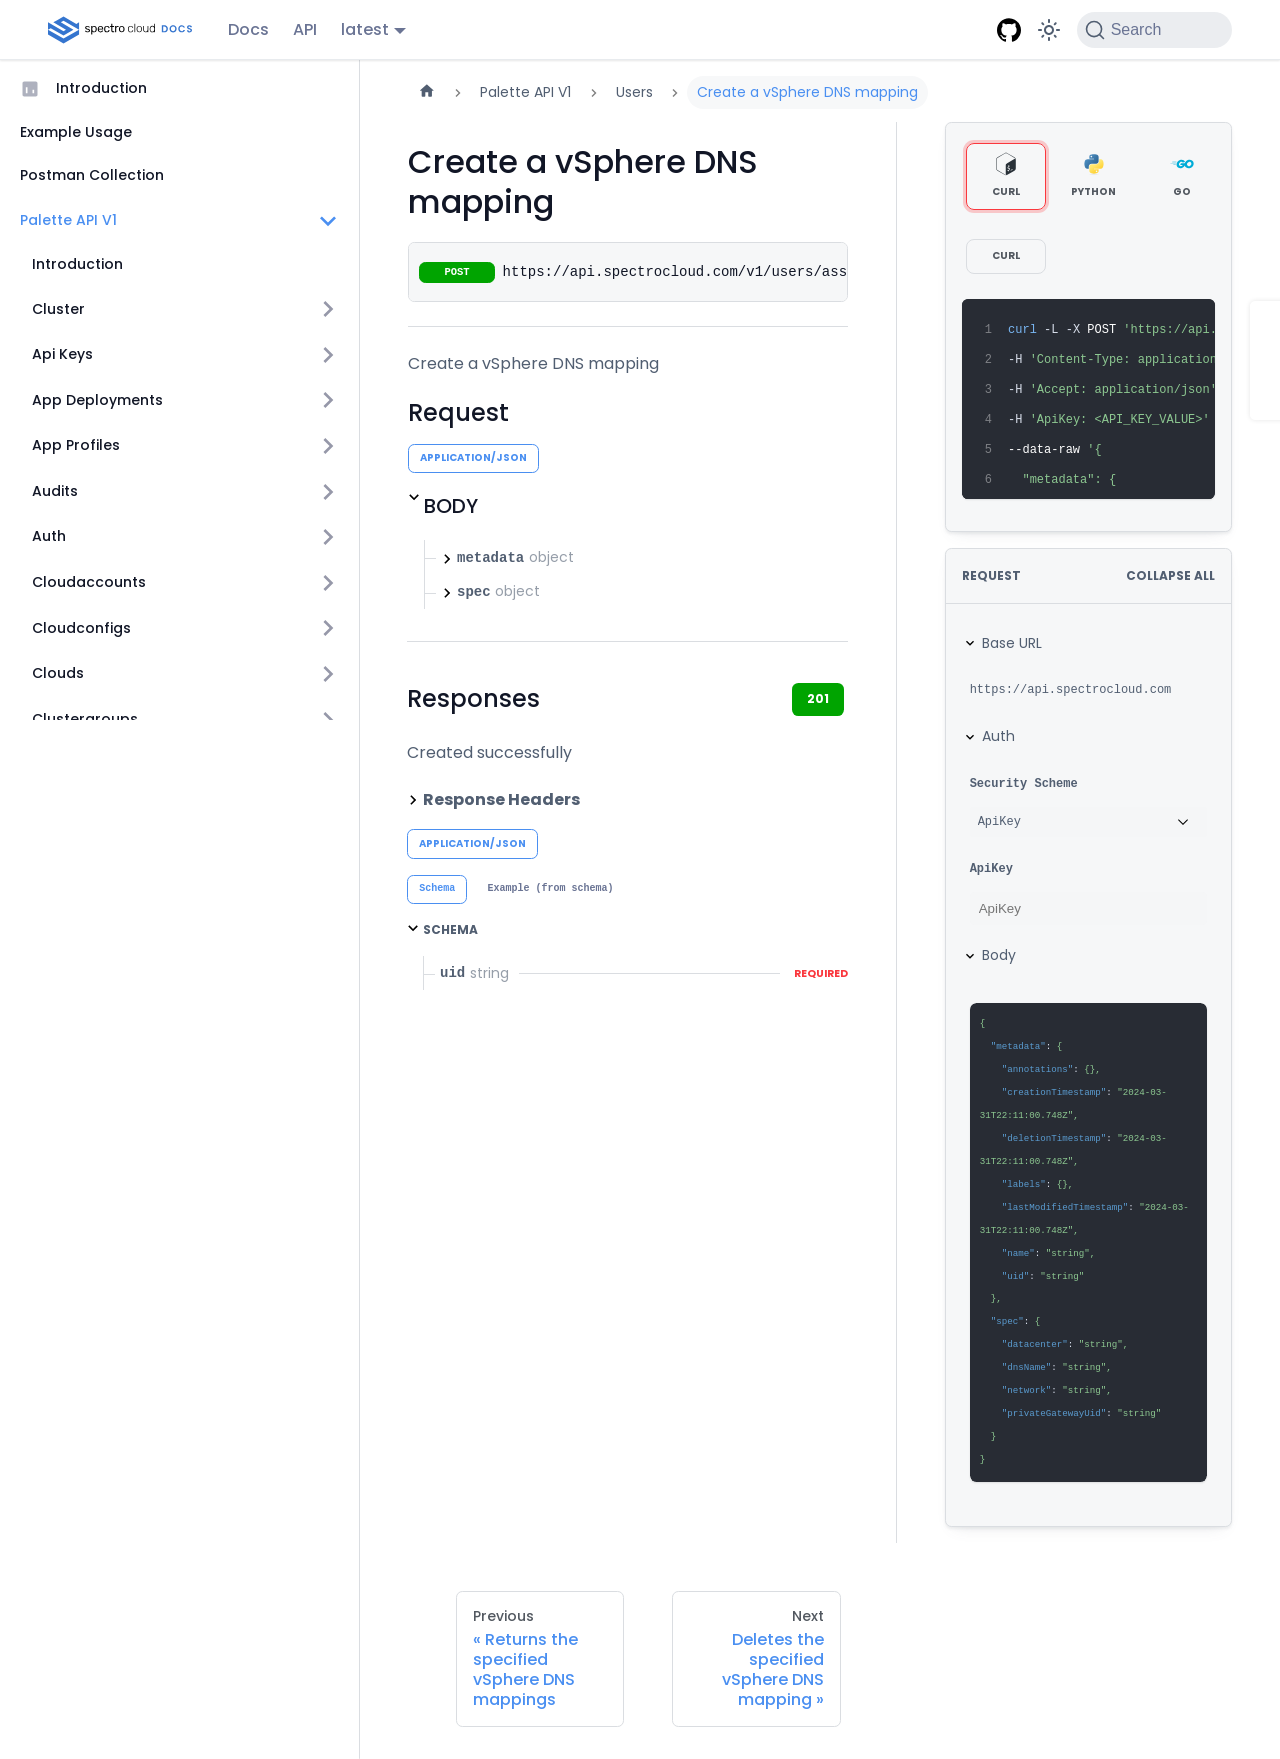 spectro cloud DOCS
Docs
API
latest
Search
Introduction
Example Usage
Postman Collection
Palette API V1
Introduction
Cluster
Api Keys
App Deployments
App Profiles
Audits
Auth
Cloudaccounts
Cloudconfigs
Clouds
Clustergroups
Palette API V1
Users
Create a vSphere DNS mapping
Create a vSphere DNS
mapping
POST https://api.spectrocloud.com/v1/users/ass
Create a vSphere DNS mapping
Request
APPLICATION/JSON
BODY
metadata object
spec object
Responses
201
Created successfully
Response Headers
APPLICATION/JSON
Schema
Example (from schema)
SCHEMA
uid string
REQUIRED
CURL
PYTHON
GO
CURL
1 curl -L -X POST 'https://api.
2 -H 'Content-Type: application
3 -H 'Accept: application/json'
4 -H 'ApiKey: <API_KEY_VALUE>'
5 --data-raw '{
6 "metadata": {
REQUEST
COLLAPSE ALL
Base URL
https://api.spectrocloud.com
Auth
Security Scheme
ApiKey
ApiKey
ApiKey
Body
{
"metadata": {
"annotations": {},
"creationTimestamp": "2024-03-
31T22:11:00.748Z",
"deletionTimestamp": "2024-03-
31T22:11:00.748Z",
"labels": {},
"lastModifiedTimestamp": "2024-03-
31T22:11:00.748Z",
"name": "string",
"uid": "string"
},
"spec": {
"datacenter": "string",
"dnsName": "string",
"network": "string",
"privateGatewayUid": "string"
}
}
Previous
« Returns the
specified
vSphere DNS
mappings
Next
Deletes the
specified
vSphere DNS
mapping »